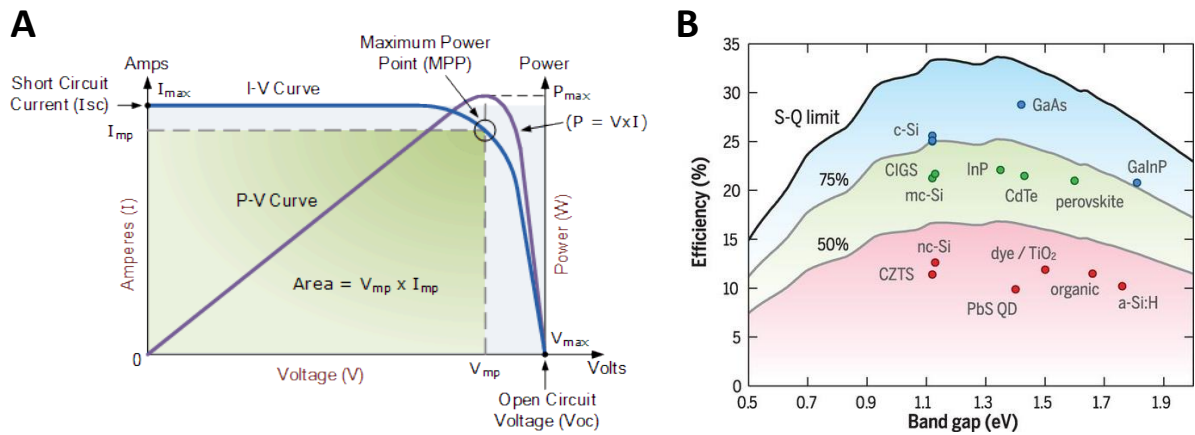 A
Maximum Power
Point (MPP)
Amps
Power
Short Circuit
Current (Isc)
Imax
I-V Curve
Pmax
(P = VxI)
Imp
P-V Curve
Amperes (I)
Power (W)
Area = Vmp x Imp
Vmax
0
Voltage (V)
Vmp
Volts
Open Circuit
Voltage (Voc)
B
35
30
25
20
15
10
5
0
Efficiency (%)
S-Q limit
75%
50%
GaAs
c-Si
GaInP
CIGS
InP
mc-Si
CdTe
perovskite
nc-Si
dye / TiO₂
CZTS
organic
PbS QD
a-Si:H
0.5 0.7 0.9 1.1 1.3 1.5 1.7 1.9
Band gap (eV)